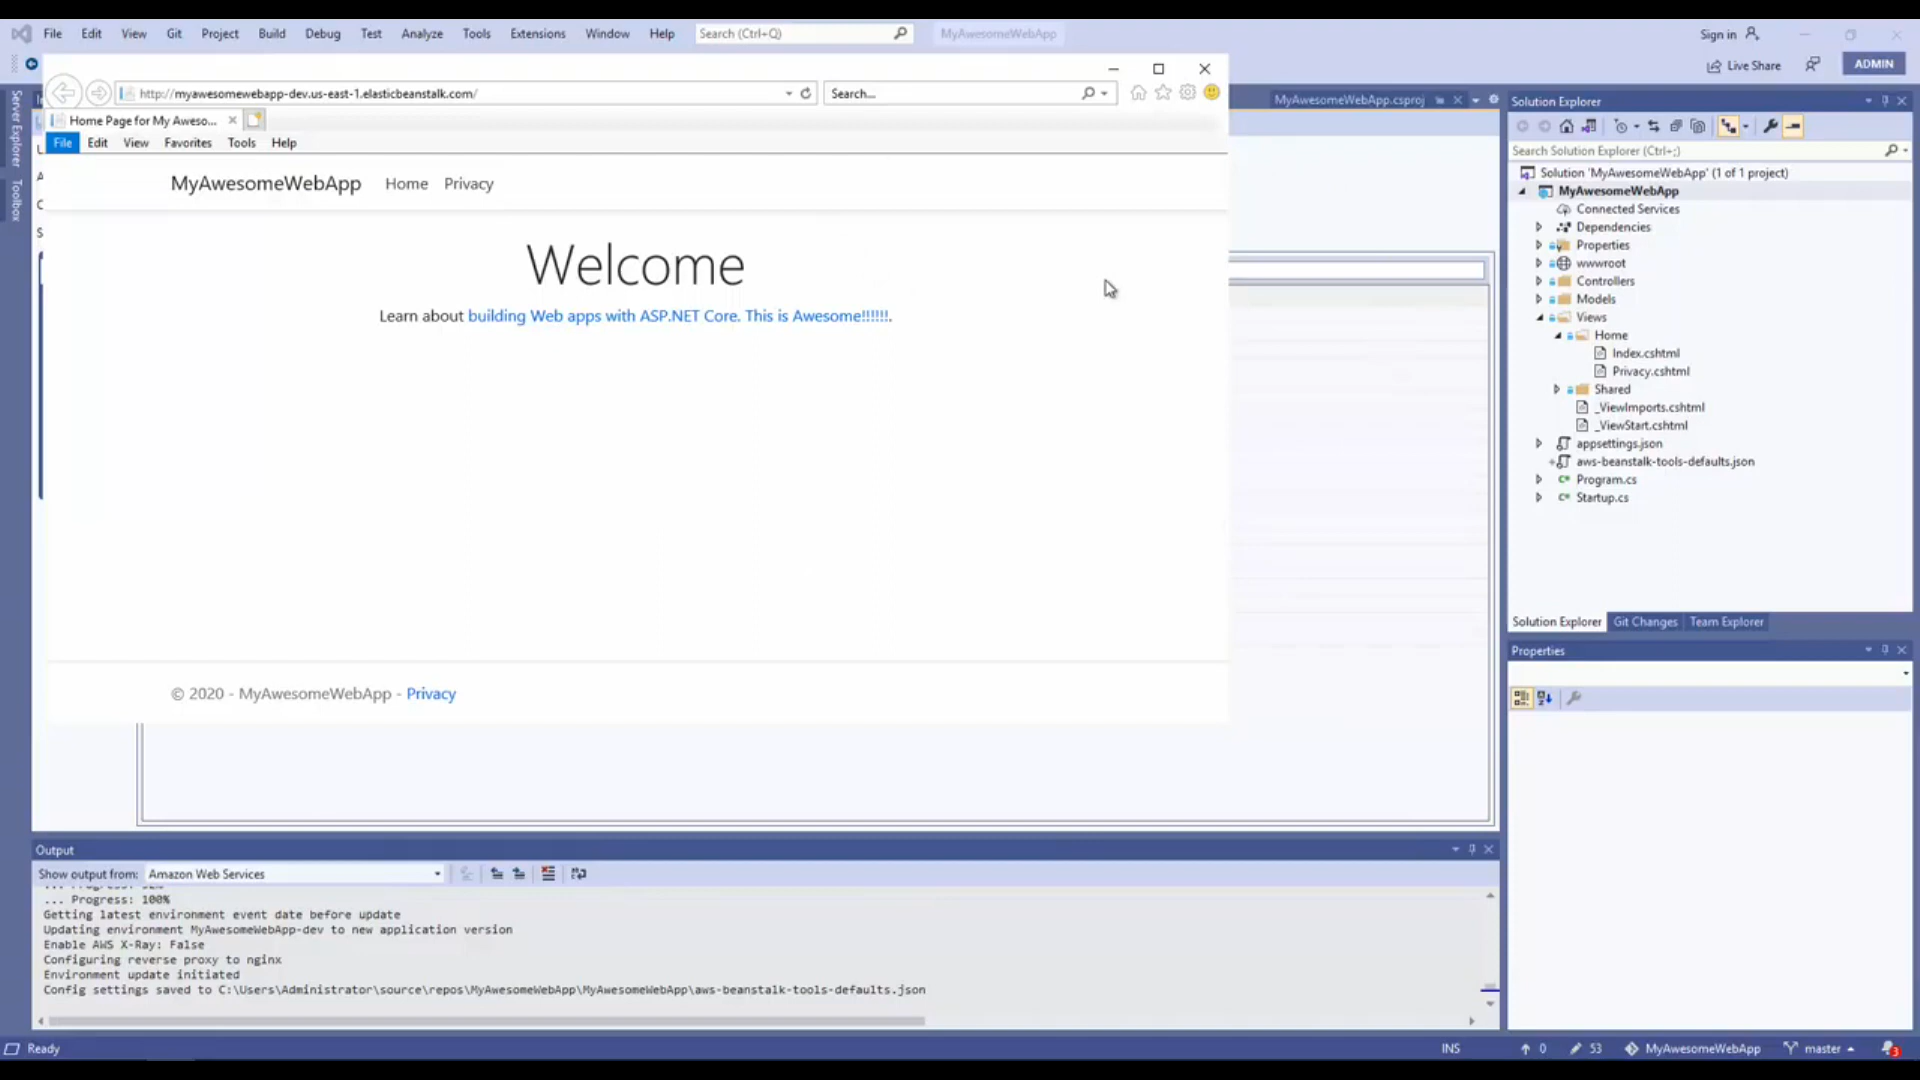 File Edit View Git Project Build Debug Test Analyze Tools Extensions Window Help Search (Ctrl+Q) MyAwesomeWebApp Sign in
Live Share ADMIN
Server Explorer
Toolbox
http://myawesomewebapp-dev.us-east-1.elasticbeanstalk.com/ Search...
Home Page for My Aweso...
File Edit View Favorites Tools Help
MyAwesomeWebApp Home Privacy
Welcome
Learn about building Web apps with ASP.NET Core. This is Awesome!!!!!!.
© 2020 - MyAwesomeWebApp - Privacy
MyAwesomeWebApp.csproj
Solution Explorer
Search Solution Explorer (Ctrl+;)
Solution 'MyAwesomeWebApp' (1 of 1 project)
MyAwesomeWebApp
Connected Services
Dependencies
Properties
wwwroot
Controllers
Models
Views
Home
Index.cshtml
Privacy.cshtml
Shared
_ViewImports.cshtml
_ViewStart.cshtml
appsettings.json
aws-beanstalk-tools-defaults.json
Program.cs
Startup.cs
Solution Explorer Git Changes Team Explorer
Properties
Output
Show output from: Amazon Web Services
... Progress: 100%
Getting latest environment event date before update
Updating environment MyAwesomeWebApp-dev to new application version
Enable AWS X-Ray: False
Configuring reverse proxy to nginx
Environment update initiated
Config settings saved to C:\Users\Administrator\source\repos\MyAwesomeWebApp\MyAwesomeWebApp\aws-beanstalk-tools-defaults.json
Ready INS 0 53 MyAwesomeWebApp master 3